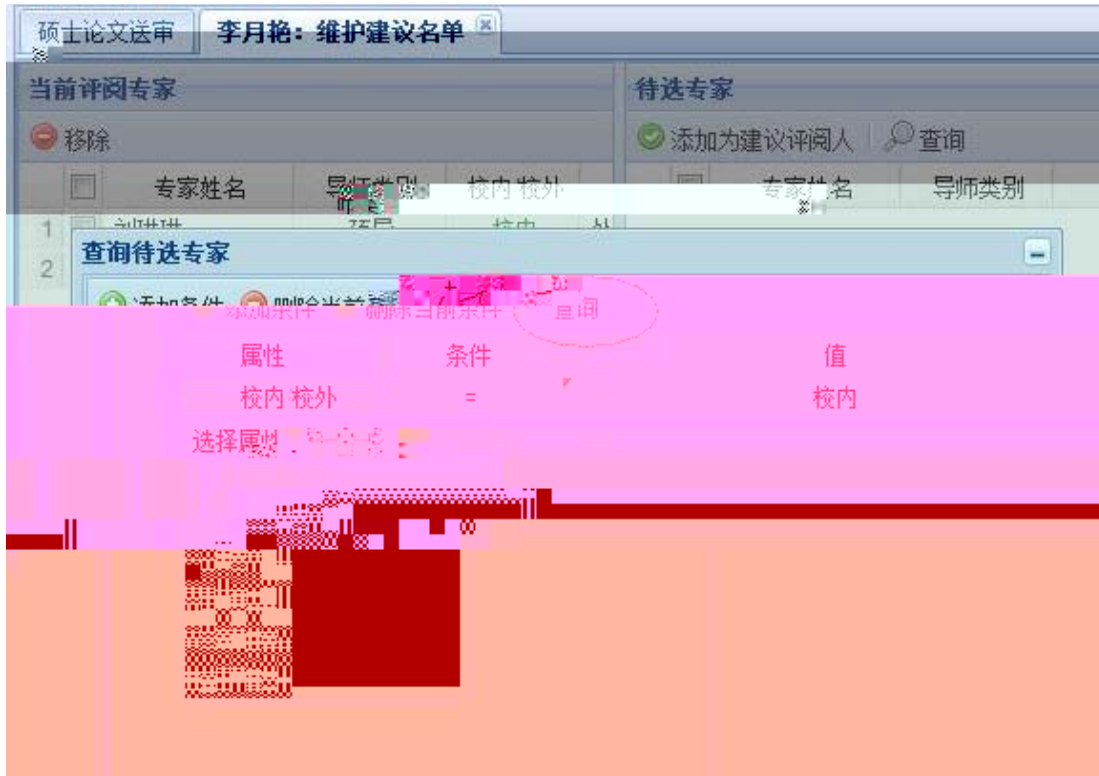 硕士论文送审 李月艳：维护建议名单
当前评阅专家 待选专家
移除 添加为建议评阅人 查询
专家姓名 导师类别 校内 校外 专家姓名 导师类别
1 校内
2 查询待选专家
添加条件 删除当前条件 查询
属性 条件 值
校内 校外 = 校内
选择属性